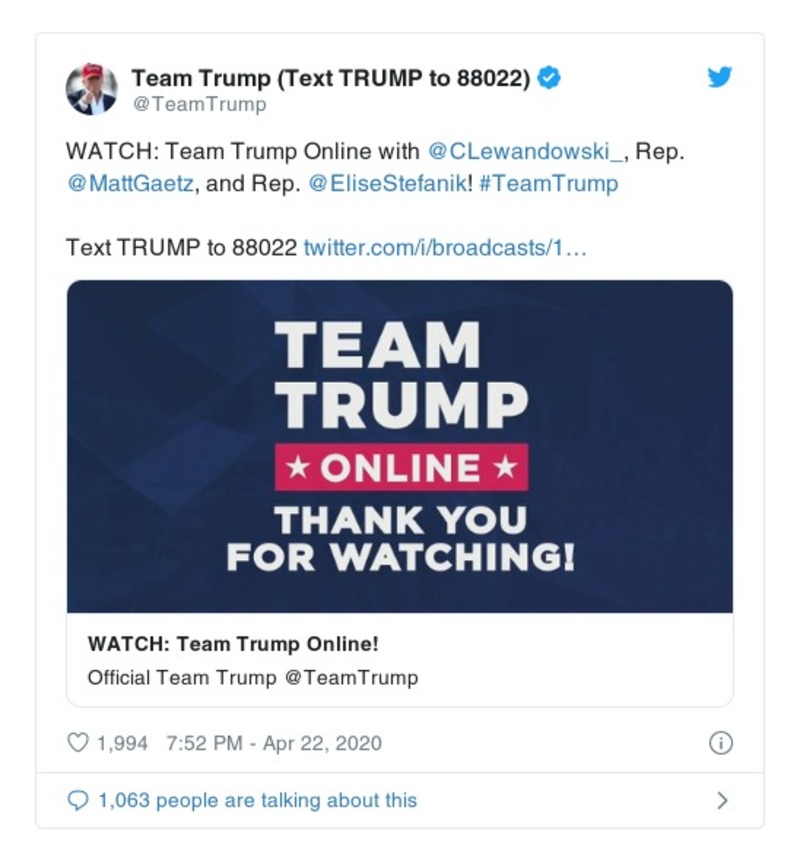 Team Trump (Text TRUMP to 88022)
@TeamTrump
WATCH: Team Trump Online with @CLewandowski_, Rep.
@MattGaetz, and Rep. @EliseStefanik! #TeamTrump
Text TRUMP to 88022 twitter.com/i/broadcasts/1…
TEAM
TRUMP
★ ONLINE ★
THANK YOU
FOR WATCHING!
WATCH: Team Trump Online!
Official Team Trump @TeamTrump
1,994 7:52 PM - Apr 22, 2020
1,063 people are talking about this